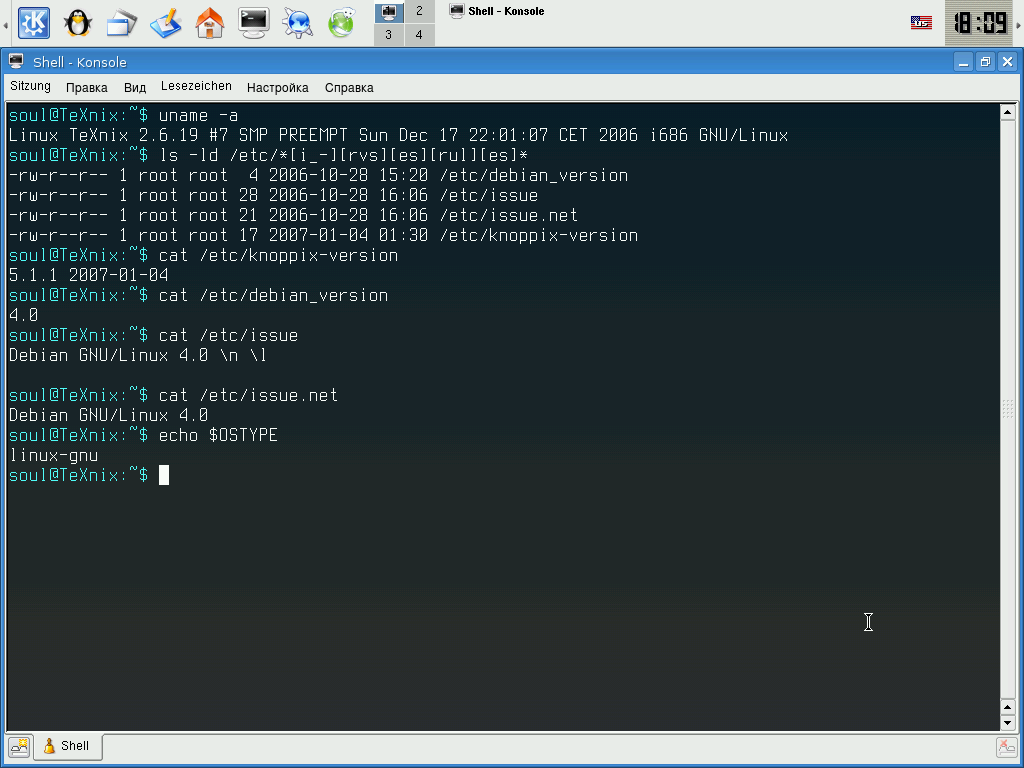 2
3 4
Shell - Konsole
US
18:09
Shell - Konsole
Sitzung Правка Вид Lesezeichen Настройка Справка
soul@TeXnix:~$ uname -a
Linux TeXnix 2.6.19 #7 SMP PREEMPT Sun Dec 17 22:01:07 CET 2006 i686 GNU/Linux
soul@TeXnix:~$ ls -ld /etc/*[i_-][rvs][es][rul][es]*
-rw-r--r-- 1 root root  4 2006-10-28 15:20 /etc/debian_version
-rw-r--r-- 1 root root 28 2006-10-28 16:06 /etc/issue
-rw-r--r-- 1 root root 21 2006-10-28 16:06 /etc/issue.net
-rw-r--r-- 1 root root 17 2007-01-04 01:30 /etc/knoppix-version
soul@TeXnix:~$ cat /etc/knoppix-version
5.1.1 2007-01-04
soul@TeXnix:~$ cat /etc/debian_version
4.0
soul@TeXnix:~$ cat /etc/issue
Debian GNU/Linux 4.0 \n \l
soul@TeXnix:~$ cat /etc/issue.net
Debian GNU/Linux 4.0
soul@TeXnix:~$ echo $OSTYPE
linux-gnu
soul@TeXnix:~$
Shell